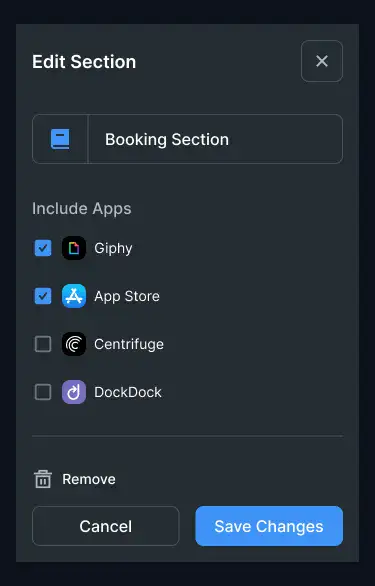 Edit Section
Booking Section
Include Apps
Giphy
App Store
Centrifuge
DockDock
Remove
Cancel
Save Changes